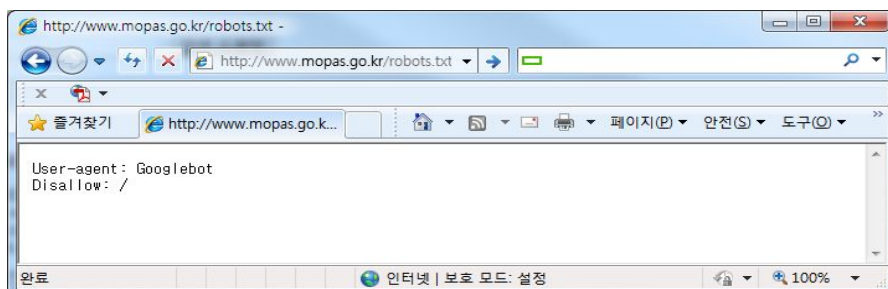 http://www.mopas.go.kr/robots.txt -
http://www.mopas.go.kr/robots.txt
즐겨찾기 http://www.mopas.go.k... 페이지(P) 안전(S) 도구(O) »
User-agent: Googlebot
Disallow: /
완료 인터넷 | 보호 모드: 설정 100%